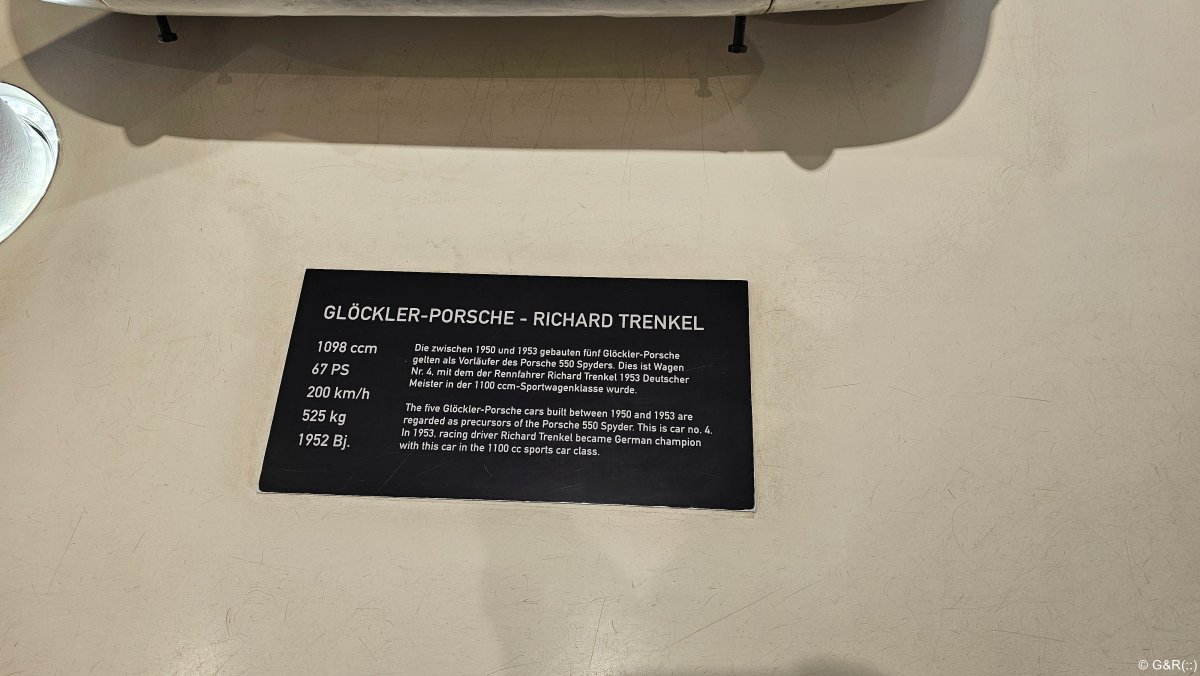 GLÖCKLER-PORSCHE - RICHARD TRENKEL
1098 ccm
67 PS
200 km/h
525 kg
1952 Bj.
Die zwischen 1950 und 1953 gebauten fünf Glöckler-Porsche
gelten als Vorläufer des Porsche 550 Spyders. Dies ist Wagen
Nr. 4, mit dem der Rennfahrer Richard Trenkel 1953 Deutscher
Meister in der 1100 ccm-Sportwagenklasse wurde.
The five Glöckler-Porsche cars built between 1950 and 1953 are
regarded as precursors of the Porsche 550 Spyder. This is car no. 4.
In 1953, racing driver Richard Trenkel became German champion
with this car in the 1100 cc sports car class.
© G&R(;;)